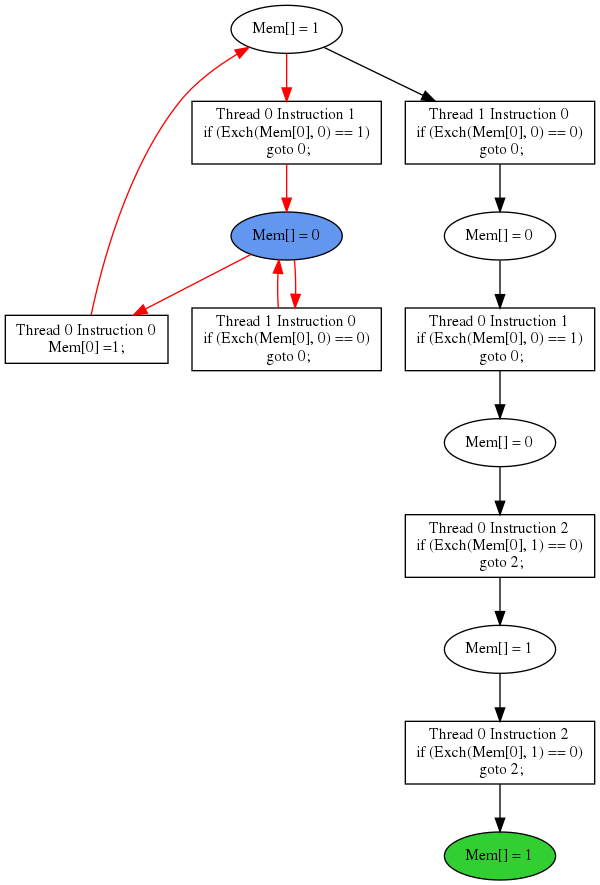 Mem[] = 1
Thread 0 Instruction 1
if (Exch(Mem[0], 0) == 1)
goto 0;
Thread 1 Instruction 0
if (Exch(Mem[0], 0) == 0)
goto 0;
Mem[] = 0
Mem[] = 0
Thread 0 Instruction 0
Mem[0] =1;
Thread 1 Instruction 0
if (Exch(Mem[0], 0) == 0)
goto 0;
Thread 0 Instruction 1
if (Exch(Mem[0], 0) == 1)
goto 0;
Mem[] = 0
Thread 0 Instruction 2
if (Exch(Mem[0], 1) == 0)
goto 2;
Mem[] = 1
Thread 0 Instruction 2
if (Exch(Mem[0], 1) == 0)
goto 2;
Mem[] = 1